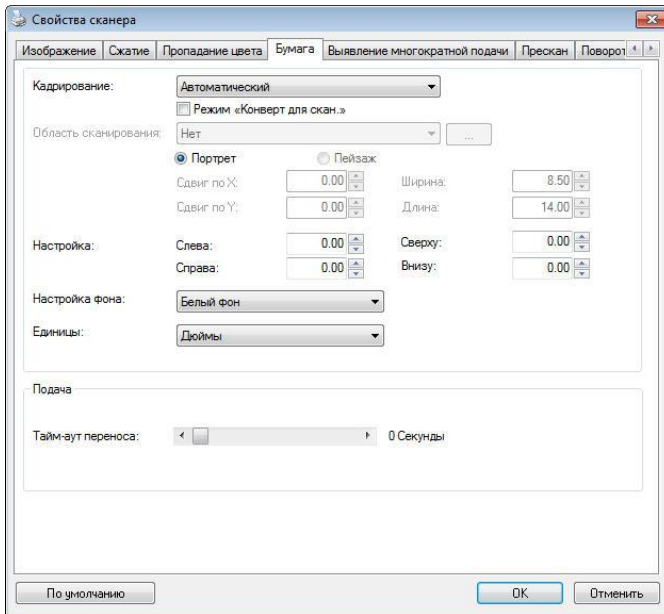 Свойства сканера
Изображение Сжатие Пропадание цвета Бумага Выявление многократной подачи Прескан Поворот
Кадрирование: Автоматический
Режим «Конверт для скан.»
Область сканирования: Нет ...
Портрет Пейзаж
Сдвиг по X: 0.00 Ширина: 8.50
Сдвиг по Y: 0.00 Длина: 14.00
Настройка: Слева: 0.00 Сверху: 0.00
Справа: 0.00 Внизу: 0.00
Настройка фона: Белый фон
Единицы: Дюймы
Подача
Тайм-аут переноса: 0 Секунды
По умолчанию OK Отменить